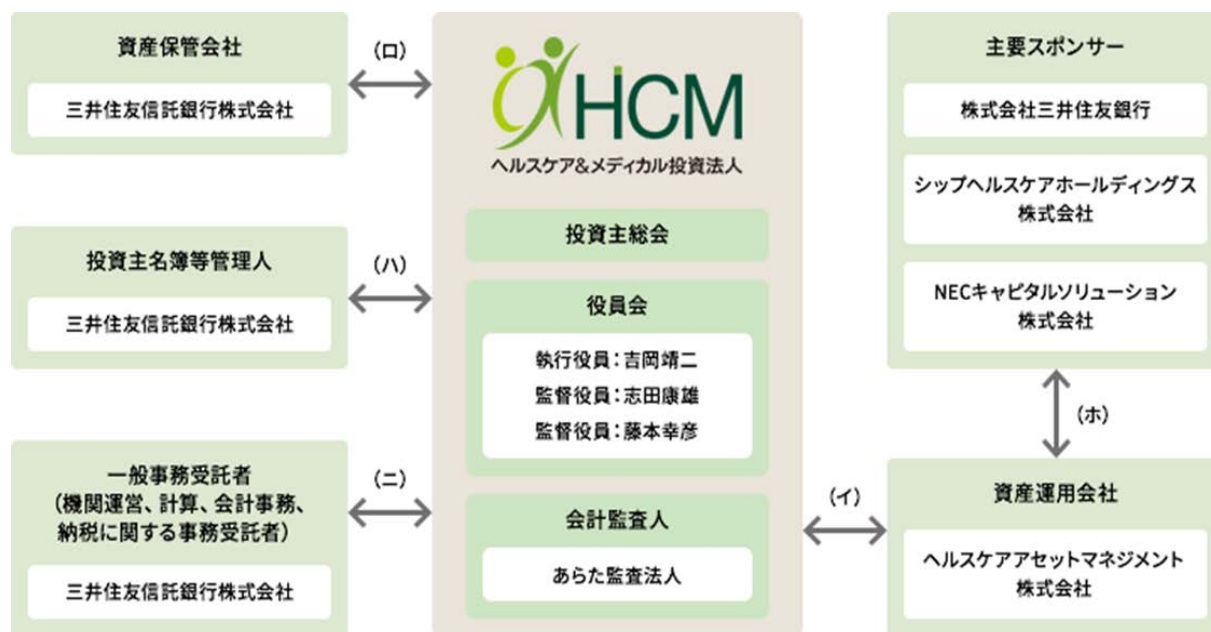 資産保管会社
三井住友信託銀行株式会社
(ロ)
投資主名簿等管理人
三井住友信託銀行株式会社
(ハ)
一般事務受託者
(機関運営、計算、会計事務、
納税に関する事務受託者)
三井住友信託銀行株式会社
(ニ)
HCM
ヘルスケア&メディカル投資法人
投資主総会
役員会
執行役員:吉岡靖二
監督役員:志田康雄
監督役員:藤本幸彦
会計監査人
あらた監査法人
(イ)
主要スポンサー
株式会社三井住友銀行
シップヘルスケアホールディングス
株式会社
NECキャピタルソリューション
株式会社
(ホ)
資産運用会社
ヘルスケアアセットマネジメント
株式会社